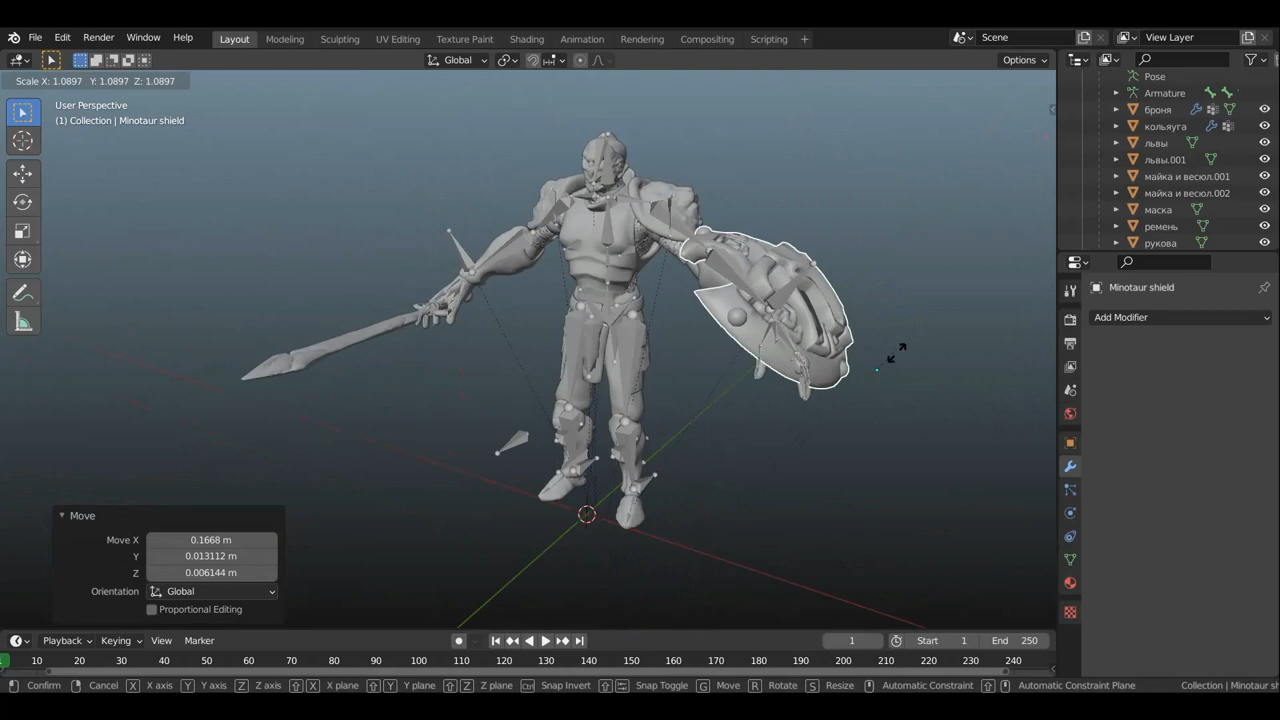 File Edit Render Window Help Layout Modeling Sculpting UV Editing Texture Paint Shading Animation Rendering Compositing Scripting + Scene View Layer
Global Options
Scale X: 1.0897 Y: 1.0897 Z: 1.0897
User Perspective
(1) Collection | Minotaur shield
Pose
Armature
броня
кольяуга
львы
львы.001
майка и весюл.001
майка и весюл.002
маска
ремень
рукова
Minotaur shield
Add Modifier
Move
Move X 0.1668 m
Y 0.013112 m
Z 0.006144 m
Orientation Global
Proportional Editing
Playback Keying View Marker 1 Start 1 End 250
1 10 20 30 40 50 60 70 80 90 100 110 120 130 140 150 160 170 180 190 200 210 220 230 240
Confirm Cancel X X axis Y Y axis Z Z axis X X plane Y Y plane Z Z plane Ctrl Snap Invert Snap Toggle G Move R Rotate S Resize Automatic Constraint Automatic Constraint Plane Collection | Minotaur sh